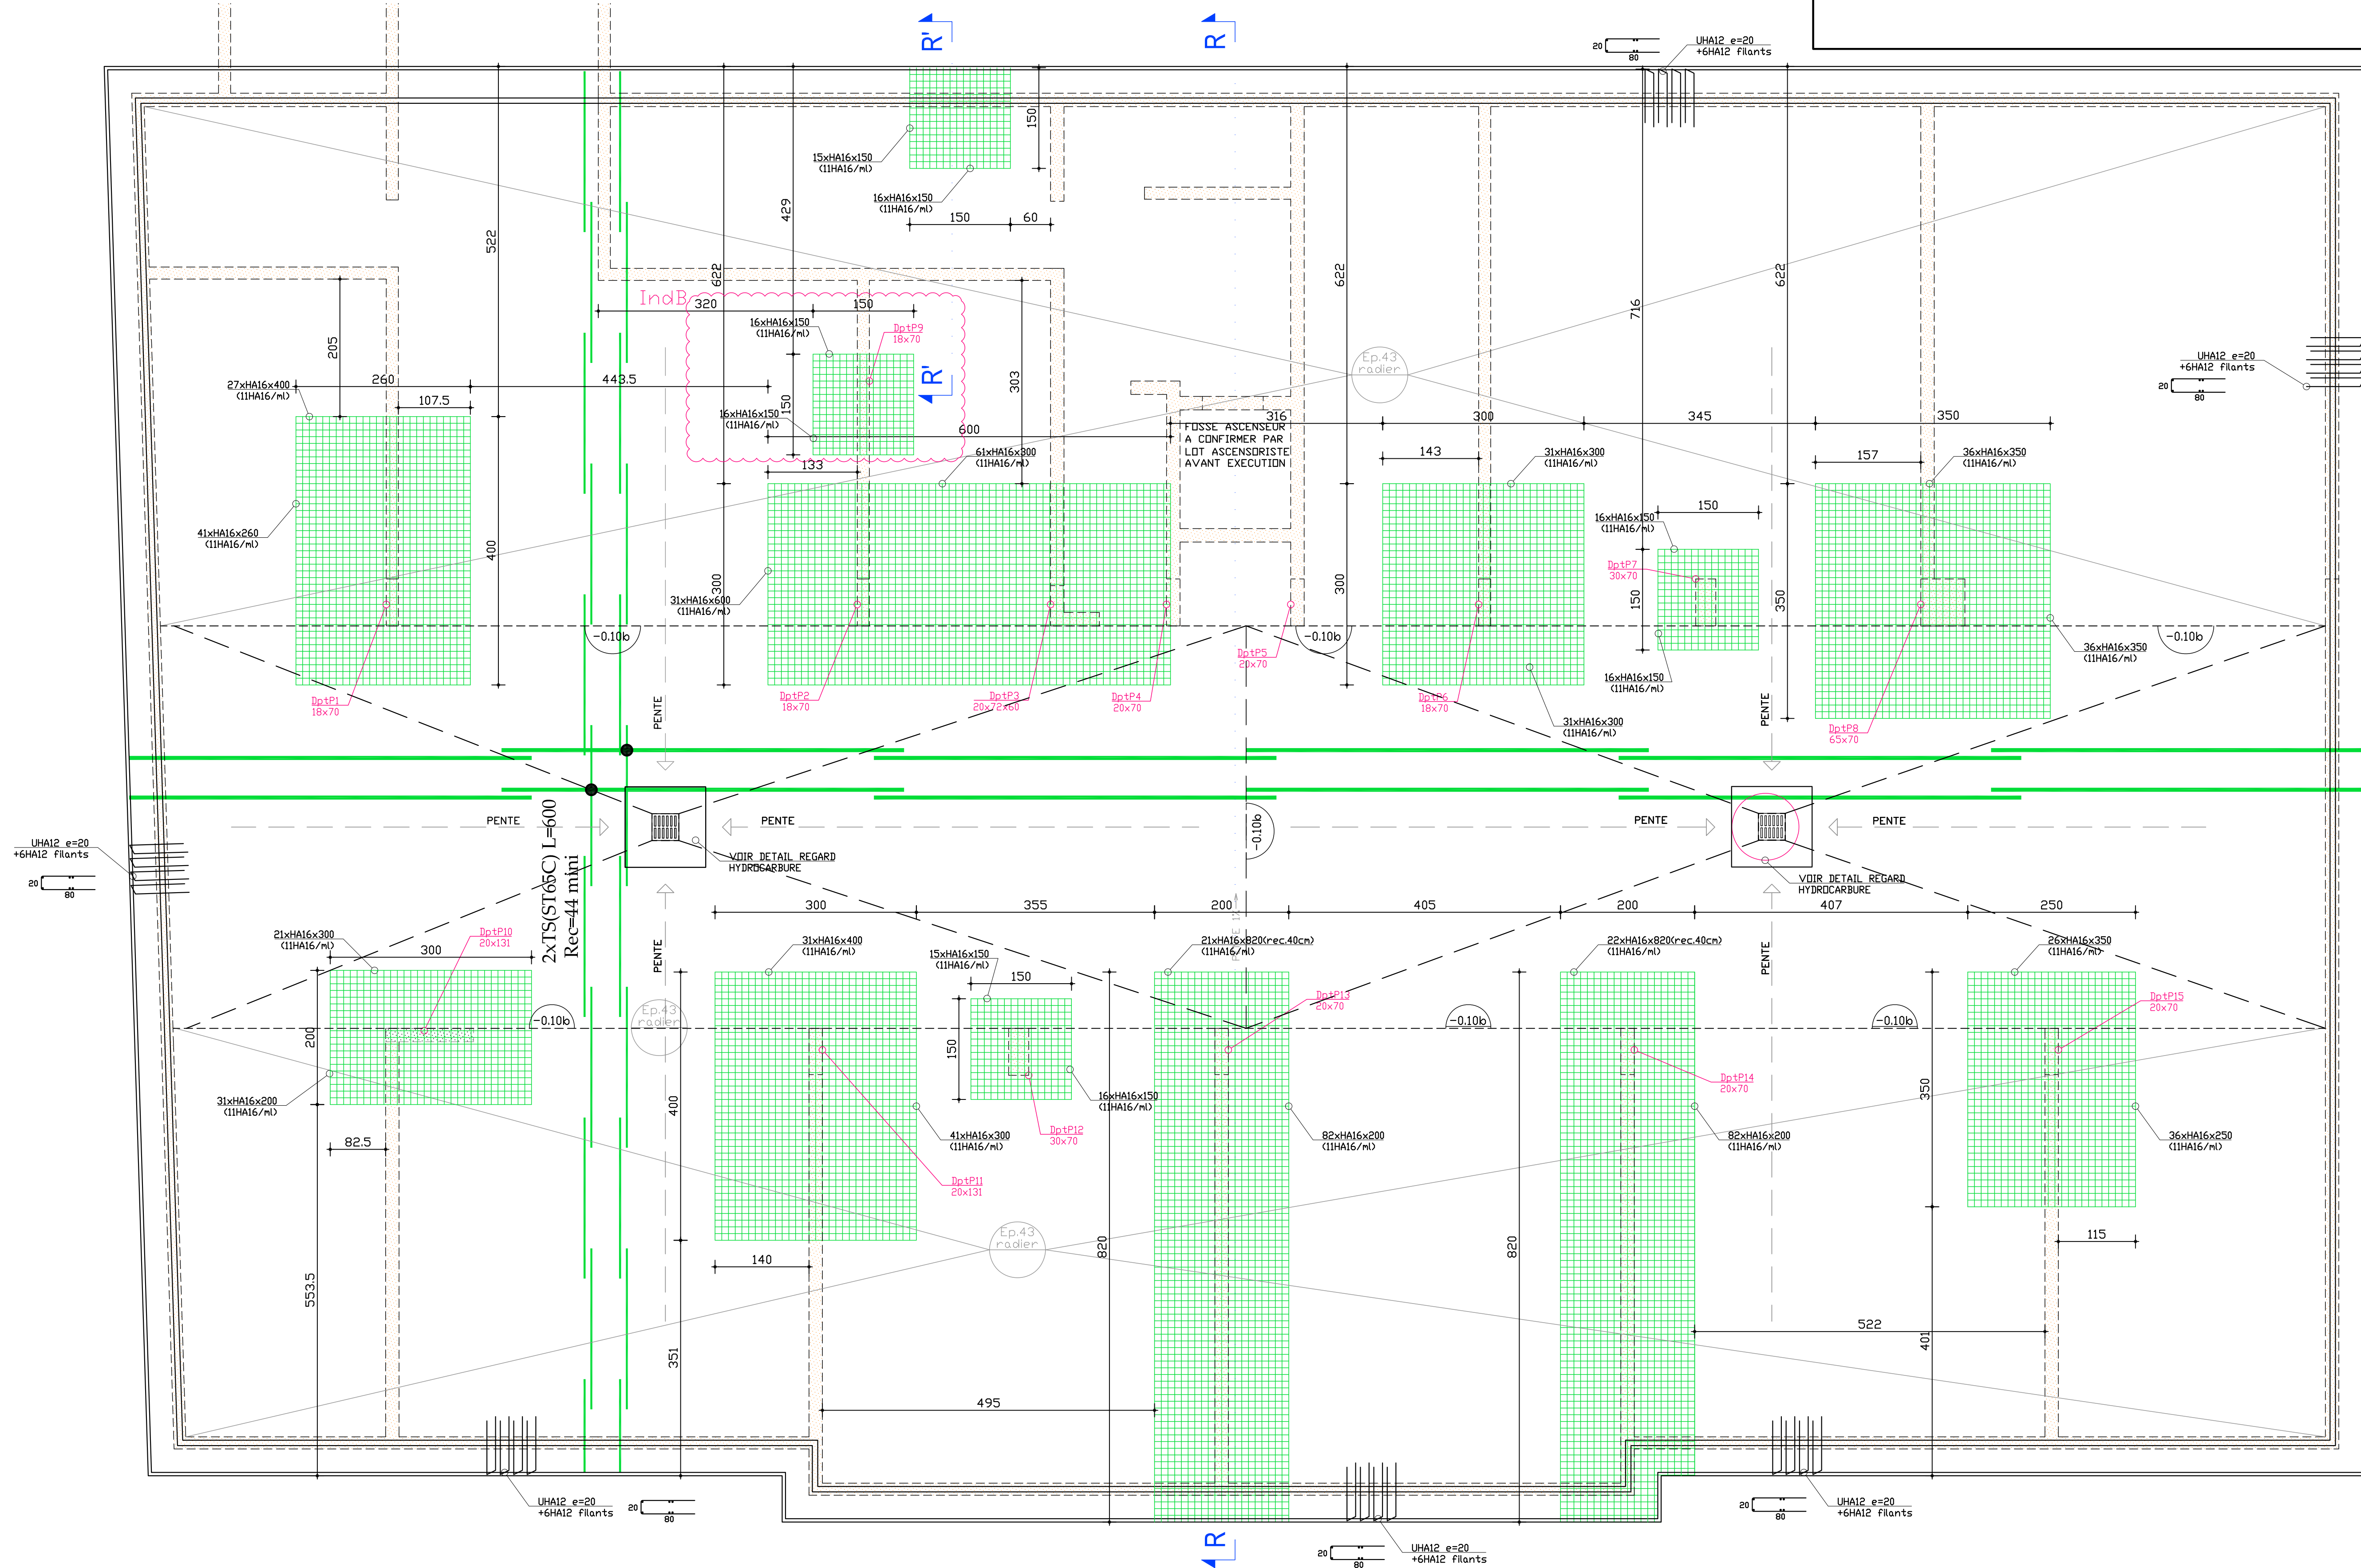 R'
R
20
80
UHA12 e=20
+6HA12 filants
150
15xHA16x150
(11HA16/ml)
16xHA16x150
(11HA16/ml)
150
60
429
522
622
622
716
622
IndB
320
150
16xHA16x150
(11HA16/ml)
DptP9
18x70
R'
150
16xHA16x150
(11HA16/ml)
303
205
Ep.43
radier
UHA12 e=20
+6HA12 filants
20
80
27xHA16x400
(11HA16/ml)
260
443.5
107.5
600
133
61xHA16x300
(11HA16/ml)
316
FOSSE ASCENSEUR
A CONFIRMER PAR
LOT ASCENSORISTE
AVANT EXECUTION
300
345
350
143
31xHA16x300
(11HA16/ml)
157
36xHA16x350
(11HA16/ml)
41xHA16x260
(11HA16/ml)
400
16xHA16x150
(11HA16/ml)
150
DptP7
30x70
31xHA16x600
(11HA16/ml)
300
300
150
350
-0.10b
-0.10b
-0.10b
DptP5
20x70
36xHA16x350
(11HA16/ml)
16xHA16x150
(11HA16/ml)
DptP1
18x70
DptP2
18x70
DptP3
20x72x60
DptP4
20x70
DptP6
18x70
31xHA16x300
(11HA16/ml)
DptP8
65x70
PENTE
PENTE
PENTE
PENTE
PENTE
PENTE
-0.10b
2xTS(ST65C) L=600
Rec=44 mini
VOIR DETAIL REGARD
HYDROCARBURE
VOIR DETAIL REGARD
HYDROCARBURE
UHA12 e=20
+6HA12 filants
20
80
300
355
200
405
200
407
250
21xHA16x300
(11HA16/ml)
DptP10
20x131
300
PENTE
31xHA16x400
(11HA16/ml)
15xHA16x150
(11HA16/ml)
150
21xHA16x820(rec.40cm)
(11HA16/ml)
22xHA16x820(rec.40cm)
(11HA16/ml)
PENTE
26xHA16x350
(11HA16/ml)
DptP13
20x70
DptP15
20x70
200
-0.10b
Ep.43
radier
150
-0.10b
-0.10b
31xHA16x200
(11HA16/ml)
400
16xHA16x150
(11HA16/ml)
DptP14
20x70
350
82.5
41xHA16x300
(11HA16/ml)
DptP12
30x70
82xHA16x200
(11HA16/ml)
82xHA16x200
(11HA16/ml)
36xHA16x250
(11HA16/ml)
DptP11
20x131
Ep.43
radier
820
820
115
140
553.5
351
522
401
495
UHA12 e=20
+6HA12 filants
20
80
R
20
80
UHA12 e=20
+6HA12 filants
20
80
UHA12 e=20
+6HA12 filants